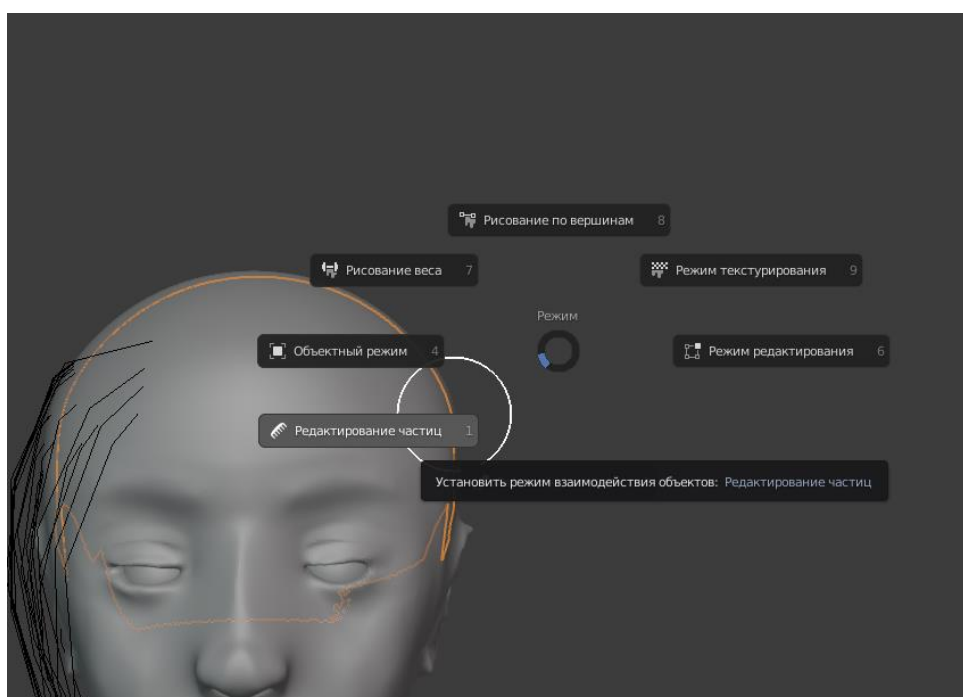 Рисование по вершинам 8
Рисование веса 7
Режим текстурирования 9
Режим
Объектный режим 4
Режим редактирования 6
Редактирование частиц 1
Установить режим взаимодействия объектов: Редактирование частиц